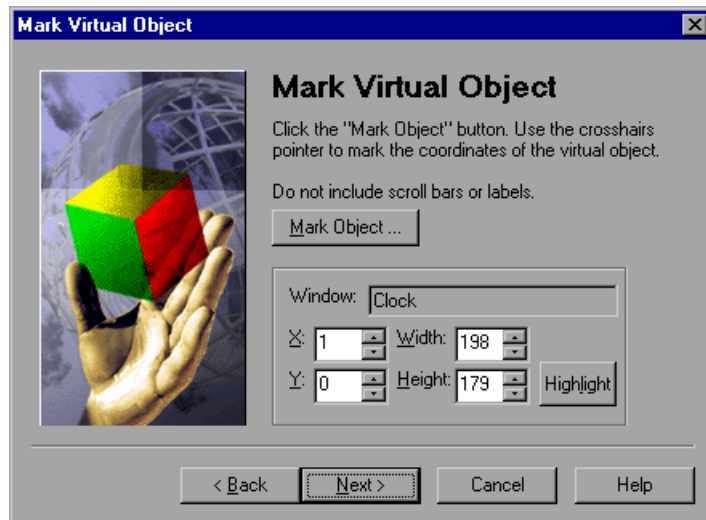 Mark Virtual Object
Mark Virtual Object
Click the "Mark Object" button. Use the crosshairs
pointer to mark the coordinates of the virtual object.
Do not include scroll bars or labels.
Mark Object ...
Window: Clock
X: 1 Width: 198
Y: 0 Height: 179 Highlight
< Back Next > Cancel Help